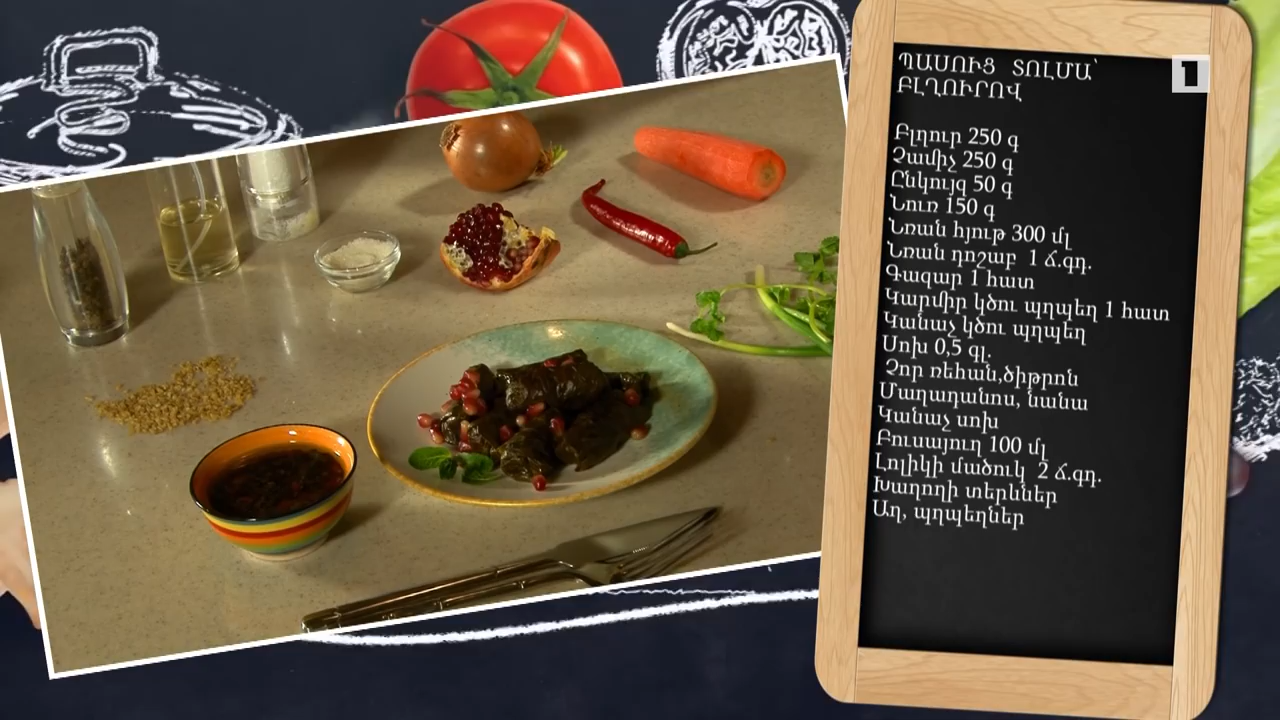 ՊԱՍՈՒՑ ՏՈԼՄԱ՝
ԲԼՂՈՒՐՈՎ
Բլղուր 250 գ
Չամիչ 250 գ
Ընկույզ 50 գ
Նուռ 150 գ
Նռան հյութ 300 մլ
Նռան դոշաբ 1 ճ.գդ.
Գազար 1 հատ
Կարմիր կծու պղպեղ 1 հատ
Կանաչ կծու պղպեղ
Սոխ 0,5 գլ.
Չոր ռեհան,ծիթրոն
Մաղադանոս, նանա
Կանաչ սոխ
Բուսայուղ 100 մլ
Լոլիկի մածուկ 2 ճ.գդ.
Խաղողի տերևներ
Աղ, պղպեղներ
1